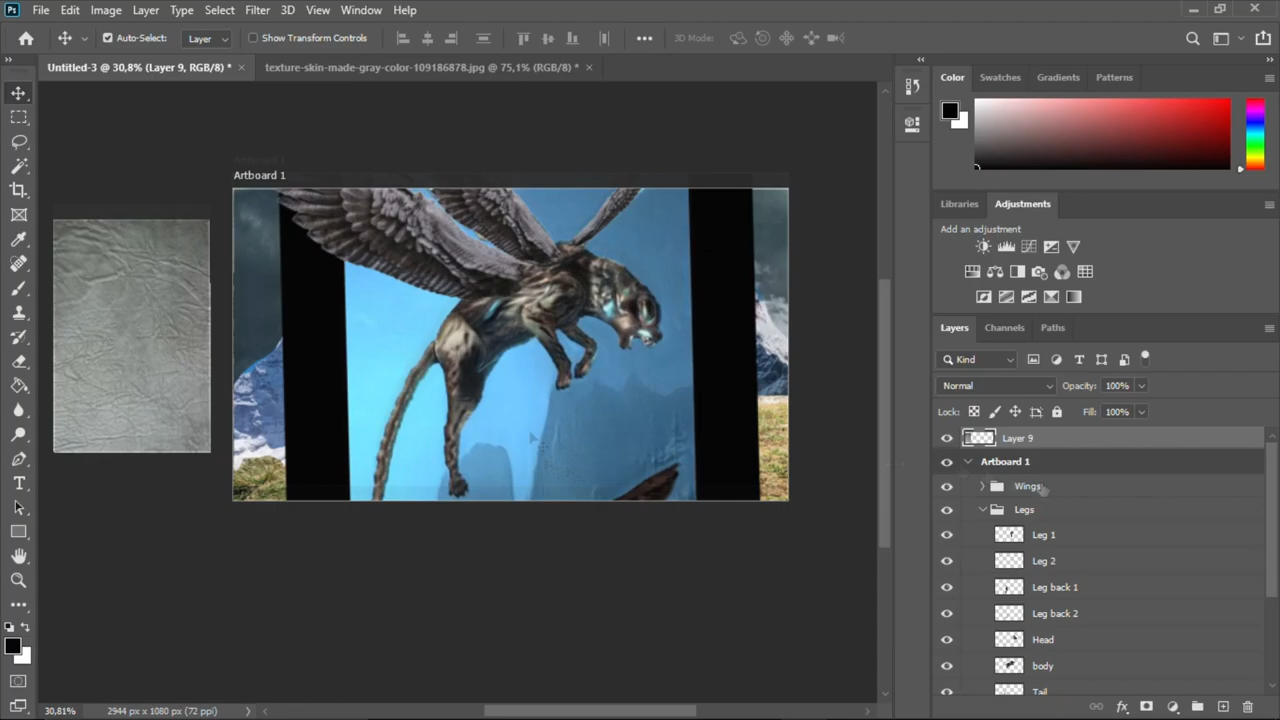 Ps File Edit Image Layer Type Select Filter 3D View Window Help
Auto-Select: Layer Show Transform Controls 3D Mode:
Untitled-3 @ 30,8% (Layer 9, RGB/8) * texture-skin-made-gray-color-109186878.jpg @ 75,1% (RGB/8) *
Color Swatches Gradients Patterns
Artboard 1
Artboard 1
Libraries Adjustments
Add an adjustment
Layers Channels Paths
Kind
Normal Opacity: 100%
Lock: Fill: 100%
Layer 9
Artboard 1
Wings
Legs
Leg 1
Leg 2
Leg back 1
Leg back 2
Head
body
Tail
30,81% 2944 px x 1080 px (72 ppi)